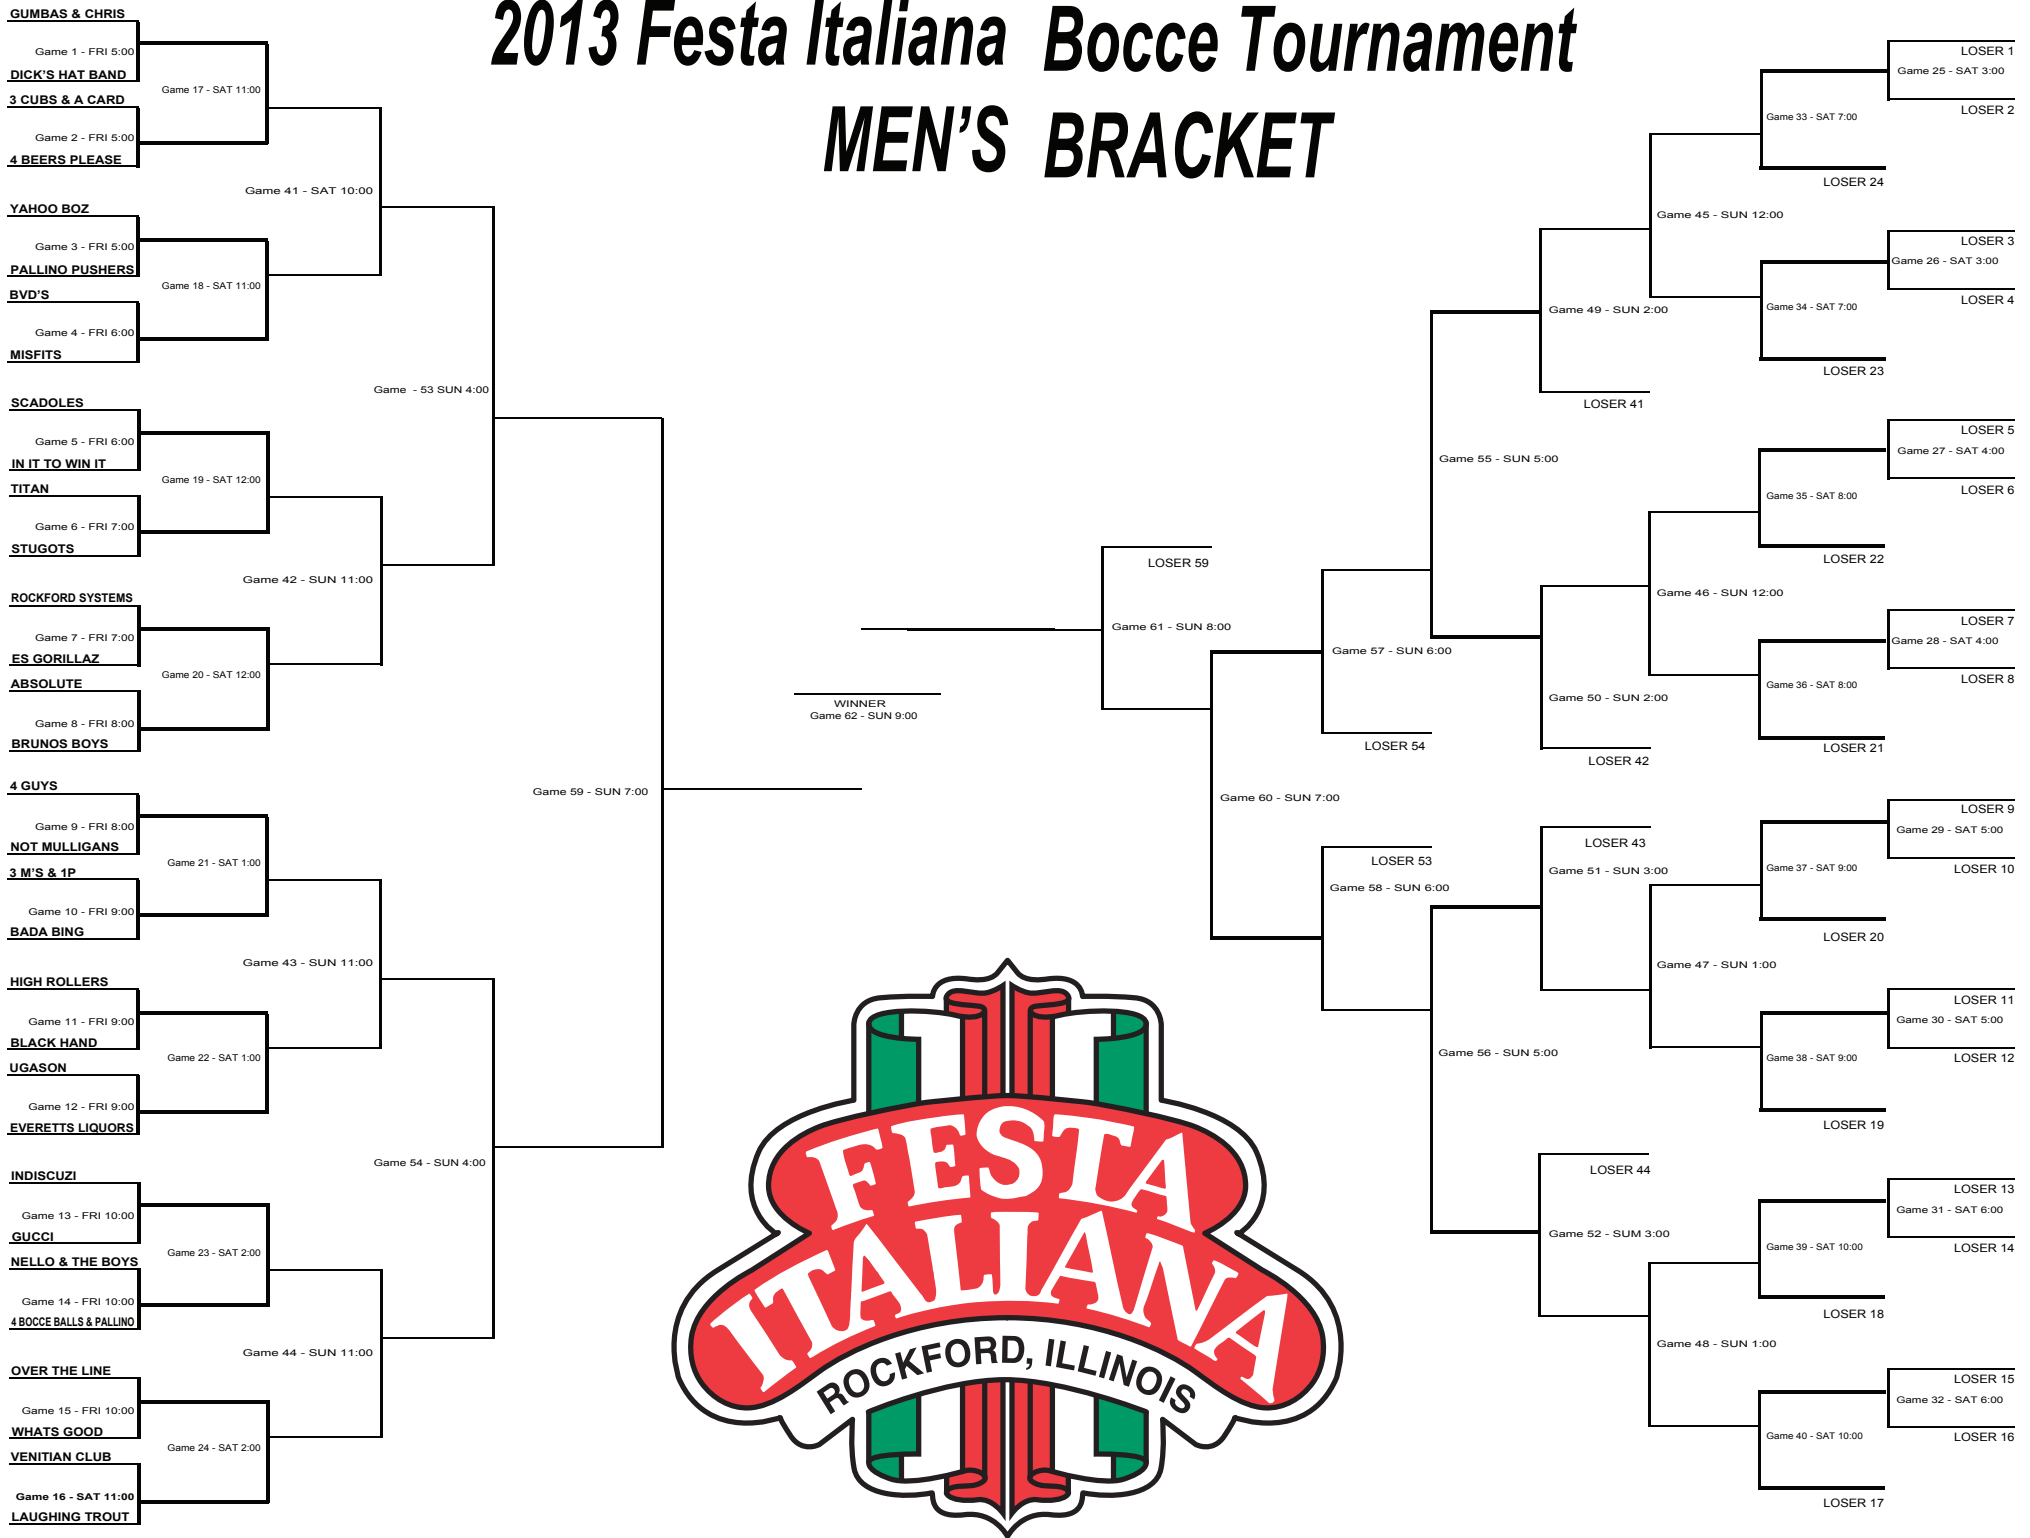 2013 Festa Italiana Bocce Tournament
MEN'S BRACKET
GUMBAS & CHRIS
Game 1 - FRI 5:00
DICK'S HAT BAND
3 CUBS & A CARD
Game 2 - FRI 5:00
4 BEERS PLEASE
YAHOO BOZ
Game 3 - FRI 5:00
PALLINO PUSHERS
BVD'S
Game 4 - FRI 6:00
MISFITS
SCADOLES
Game 5 - FRI 6:00
IN IT TO WIN IT
TITAN
Game 6 - FRI 7:00
STUGOTS
ROCKFORD SYSTEMS
Game 7 - FRI 7:00
ES GORILLAZ
ABSOLUTE
Game 8 - FRI 8:00
BRUNOS BOYS
4 GUYS
Game 9 - FRI 8:00
NOT MULLIGANS
3 M'S & 1P
Game 10 - FRI 9:00
BADA BING
HIGH ROLLERS
Game 11 - FRI 9:00
BLACK HAND
UGASON
Game 12 - FRI 9:00
EVERETTS LIQUORS
INDISCUZI
Game 13 - FRI 10:00
GUCCI
NELLO & THE BOYS
Game 14 - FRI 10:00
4 BOCCE BALLS & PALLINO
OVER THE LINE
Game 15 - FRI 10:00
WHATS GOOD
VENITIAN CLUB
Game 16 - SAT 11:00
LAUGHING TROUT
Game 17 - SAT 11:00
Game 18 - SAT 11:00
Game 19 - SAT 12:00
Game 20 - SAT 12:00
Game 21 - SAT 1:00
Game 22 - SAT 1:00
Game 23 - SAT 2:00
Game 24 - SAT 2:00
Game 41 - SAT 10:00
Game 42 - SUN 11:00
Game 43 - SUN 11:00
Game 44 - SUN 11:00
Game - 53 SUN 4:00
Game 54 - SUN 4:00
Game 59 - SUN 7:00
WINNER
Game 62 - SUN 9:00
LOSER 59
Game 61 - SUN 8:00
Game 60 - SUN 7:00
Game 57 - SUN 6:00
LOSER 54
LOSER 53
Game 58 - SUN 6:00
Game 55 - SUN 5:00
Game 56 - SUN 5:00
Game 49 - SUN 2:00
LOSER 41
Game 50 - SUN 2:00
LOSER 42
LOSER 43
Game 51 - SUN 3:00
LOSER 44
Game 52 - SUM 3:00
Game 45 - SUN 12:00
Game 46 - SUN 12:00
Game 47 - SUN 1:00
Game 48 - SUN 1:00
Game 33 - SAT 7:00
LOSER 24
Game 34 - SAT 7:00
LOSER 23
Game 35 - SAT 8:00
LOSER 22
Game 36 - SAT 8:00
LOSER 21
Game 37 - SAT 9:00
LOSER 20
Game 38 - SAT 9:00
LOSER 19
Game 39 - SAT 10:00
LOSER 18
Game 40 - SAT 10:00
LOSER 17
LOSER 1
Game 25 - SAT 3:00
LOSER 2
LOSER 3
Game 26 - SAT 3:00
LOSER 4
LOSER 5
Game 27 - SAT 4:00
LOSER 6
LOSER 7
Game 28 - SAT 4:00
LOSER 8
LOSER 9
Game 29 - SAT 5:00
LOSER 10
LOSER 11
Game 30 - SAT 5:00
LOSER 12
LOSER 13
Game 31 - SAT 6:00
LOSER 14
LOSER 15
Game 32 - SAT 6:00
LOSER 16
FESTA
ITALIANA
ROCKFORD, ILLINOIS